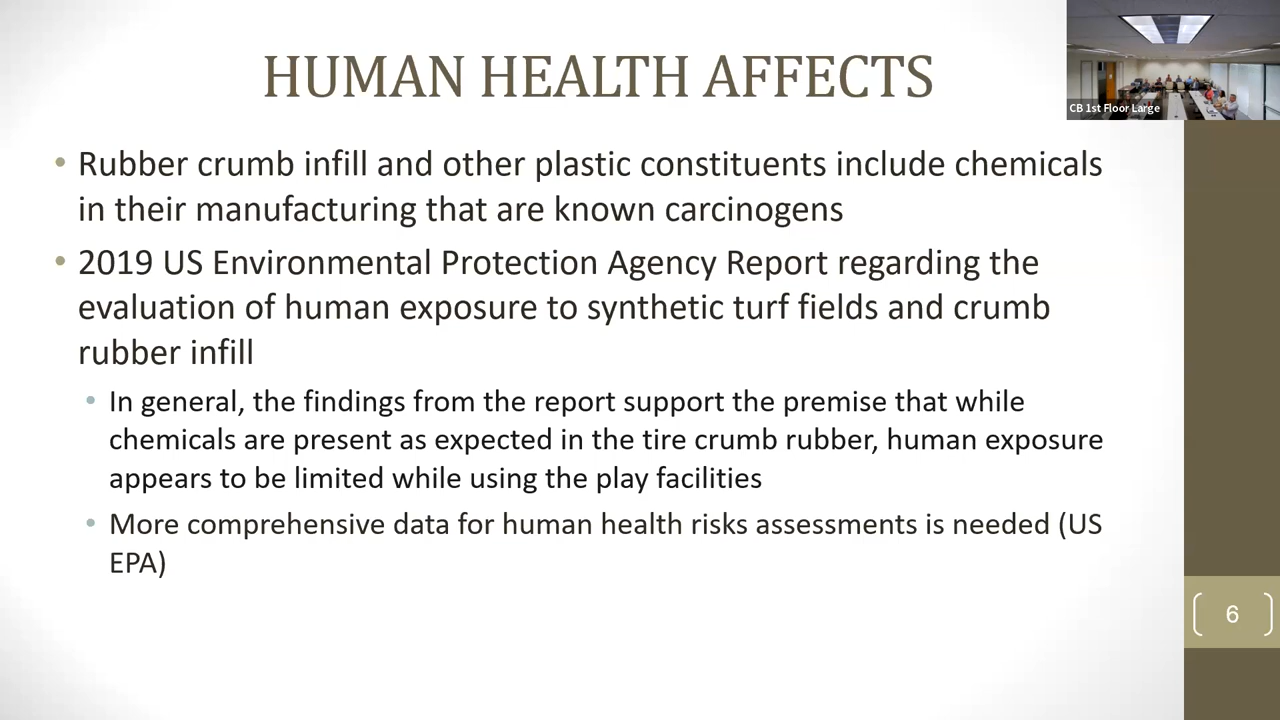 HUMAN HEALTH AFFECTS
CB 1st Floor Large
• Rubber crumb infill and other plastic constituents include chemicals
in their manufacturing that are known carcinogens
• 2019 US Environmental Protection Agency Report regarding the
evaluation of human exposure to synthetic turf fields and crumb
rubber infill
• In general, the findings from the report support the premise that while
chemicals are present as expected in the tire crumb rubber, human exposure
appears to be limited while using the play facilities
• More comprehensive data for human health risks assessments is needed (US
EPA)
6